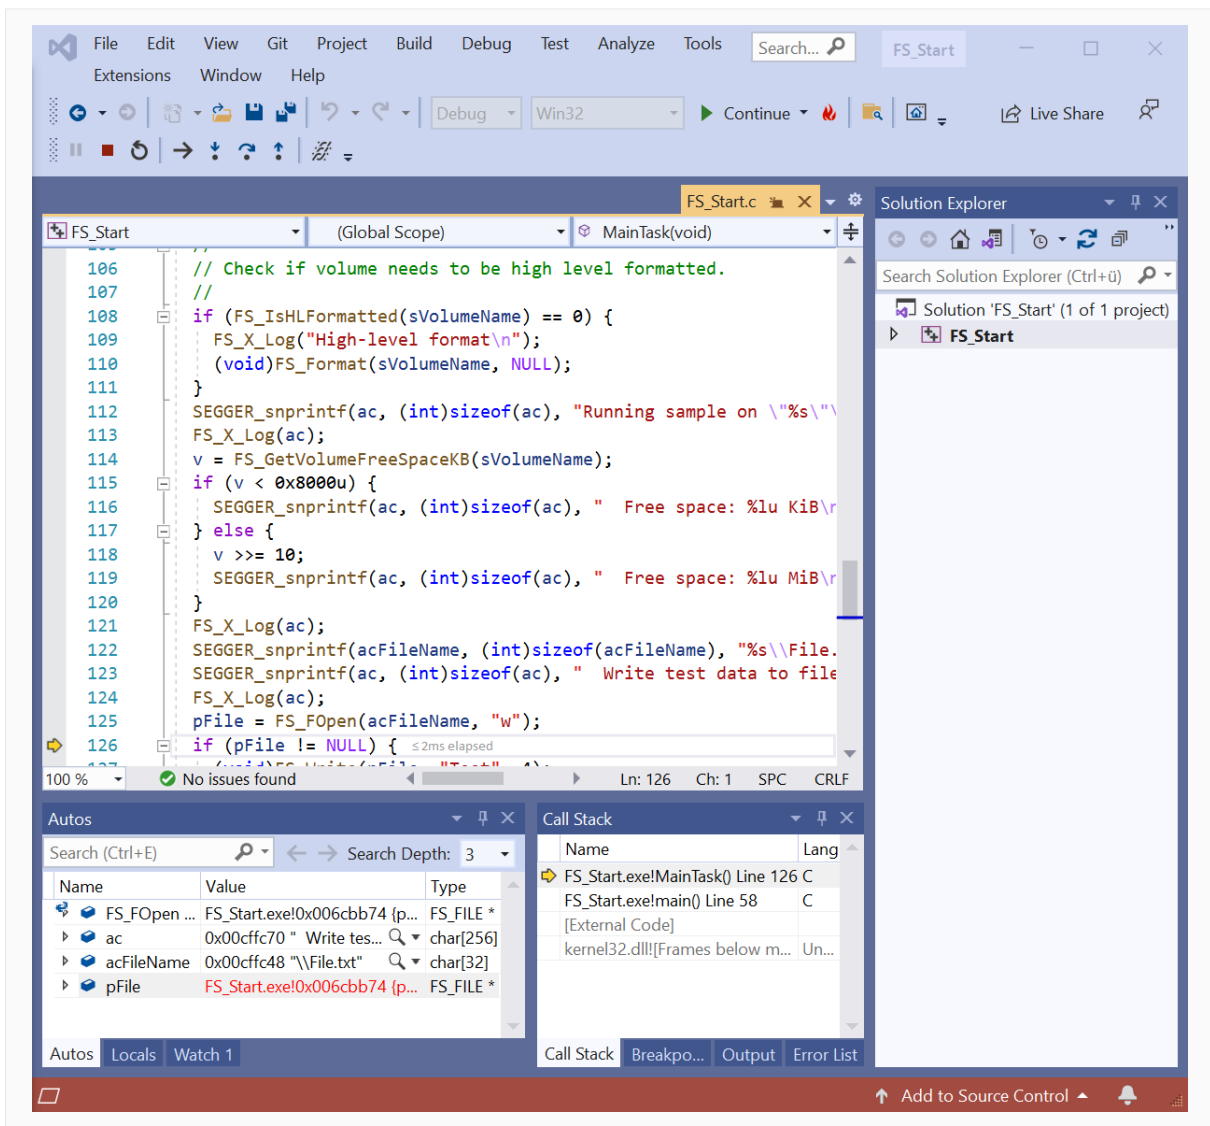 File Edit View Git Project Build Debug Test Analyze Tools Search... FS_Start
Extensions Window Help
Debug Win32 Continue Live Share
FS_Start.c
FS_Start (Global Scope) MainTask(void)
106 // Check if volume needs to be high level formatted.
107 //
108 if (FS_IsHLFormatted(sVolumeName) == 0) {
109 FS_X_Log("High-level format\n");
110 (void)FS_Format(sVolumeName, NULL);
111 }
112 SEGGER_snprintf(ac, (int)sizeof(ac), "Running sample on \"%s\"\
113 FS_X_Log(ac);
114 v = FS_GetVolumeFreeSpaceKB(sVolumeName);
115 if (v < 0x8000u) {
116 SEGGER_snprintf(ac, (int)sizeof(ac), "  Free space: %lu KiB\n
117 } else {
118 v >>= 10;
119 SEGGER_snprintf(ac, (int)sizeof(ac), "  Free space: %lu MiB\n
120 }
121 FS_X_Log(ac);
122 SEGGER_snprintf(acFileName, (int)sizeof(acFileName), "%s\\File.
123 SEGGER_snprintf(ac, (int)sizeof(ac), "  Write test data to file
124 FS_X_Log(ac);
125 pFile = FS_FOpen(acFileName, "w");
126 if (pFile != NULL) { ≤2ms elapsed
100 % No issues found Ln: 126 Ch: 1 SPC CRLF
Solution Explorer
Search Solution Explorer (Ctrl+ü)
Solution 'FS_Start' (1 of 1 project)
FS_Start
Autos
Search (Ctrl+E) Search Depth: 3
Name Value Type
FS_FOpen ... FS_Start.exe!0x006cbb74 {p... FS_FILE *
ac 0x00cffc70 "  Write tes... char[256]
acFileName 0x00cffc48 "\\File.txt" char[32]
pFile FS_Start.exe!0x006cbb74 {p... FS_FILE *
Autos Locals Watch 1
Call Stack
Name Lang
FS_Start.exe!MainTask() Line 126 C
FS_Start.exe!main() Line 58 C
[External Code]
kernel32.dll![Frames below m... Un...
Call Stack Breakpo... Output Error List
Add to Source Control